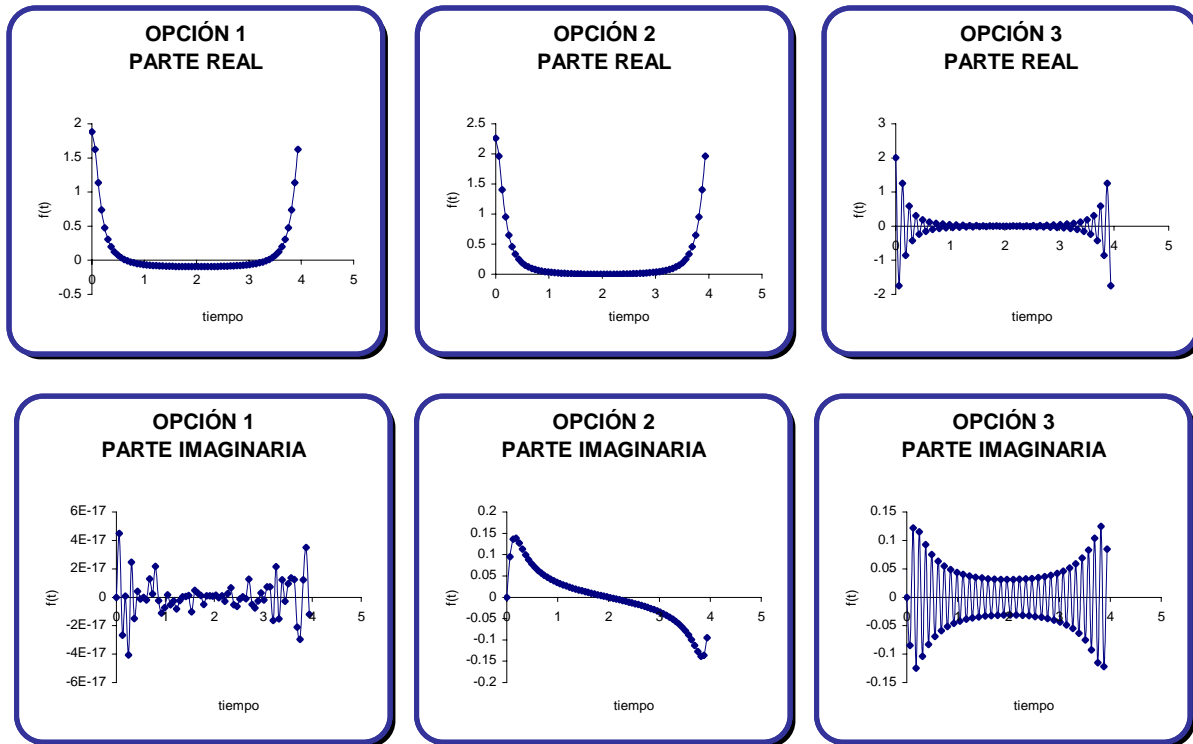 OPCIÓN 1
PARTE REAL
2
1.5
1
0.5
0
-0.5
0 1 2 3 4 5
f(t)
tiempo
OPCIÓN 2
PARTE REAL
2.5
2
1.5
1
0.5
0
0 1 2 3 4 5
f(t)
tiempo
OPCIÓN 3
PARTE REAL
3
2
1
0
-1
-2
0 1 2 3 4 5
f(t)
tiempo
OPCIÓN 1
PARTE IMAGINARIA
6E-17
4E-17
2E-17
0
-2E-17
-4E-17
-6E-17
0 1 2 3 4 5
f(t)
tiempo
OPCIÓN 2
PARTE IMAGINARIA
0.2
0.15
0.1
0.05
0
-0.05
-0.1
-0.15
-0.2
0 1 2 3 4 5
f(t)
tiempo
OPCIÓN 3
PARTE IMAGINARIA
0.15
0.1
0.05
0
-0.05
-0.1
-0.15
0 1 2 3 4 5
f(t)
tiempo